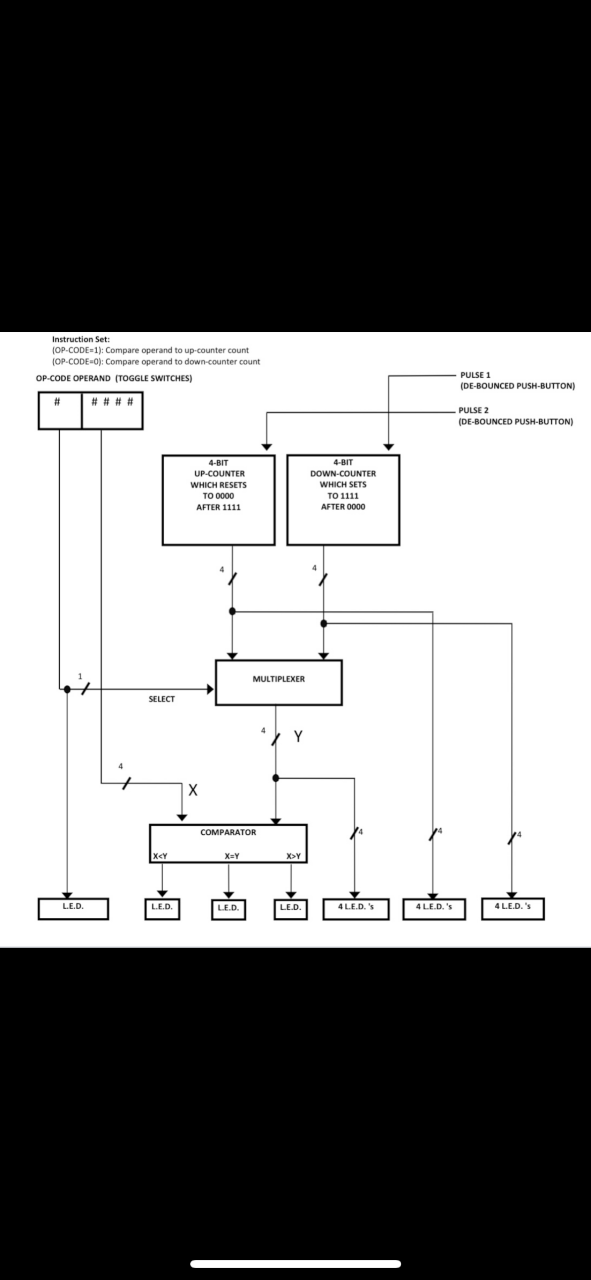 Instruction Set:
(OP-CODE=1): Compare operand to up-counter count
(OP-CODE=0): Compare operand to down-counter count
OP-CODE OPERAND (TOGGLE SWITCHES)
# # # # #
PULSE 1
(DE-BOUNCED PUSH-BUTTON)
PULSE 2
(DE-BOUNCED PUSH-BUTTON)
4-BIT
UP-COUNTER
WHICH RESETS
TO 0000
AFTER 1111
4-BIT
DOWN-COUNTER
WHICH SETS
TO 1111
AFTER 0000
4
4
MULTIPLEXER
1
SELECT
4
Y
4
X
COMPARATOR
X<Y X=Y X>Y
4
4
4
L.E.D.
L.E.D.
L.E.D.
L.E.D.
4 L.E.D. 's
4 L.E.D. 's
4 L.E.D. 's